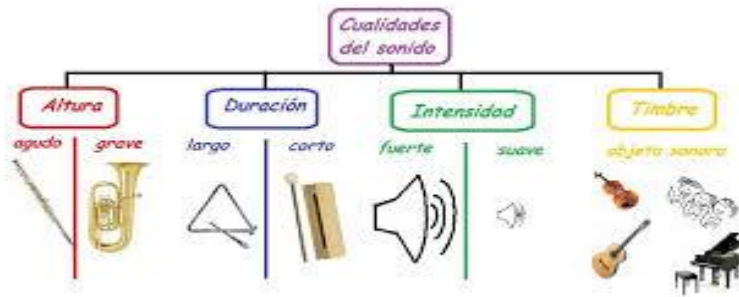 Cualidades
del sonido
Altura
Duración
Intensidad
Timbre
agudo
grave
largo
corto
fuerte
suave
objeto sonoro